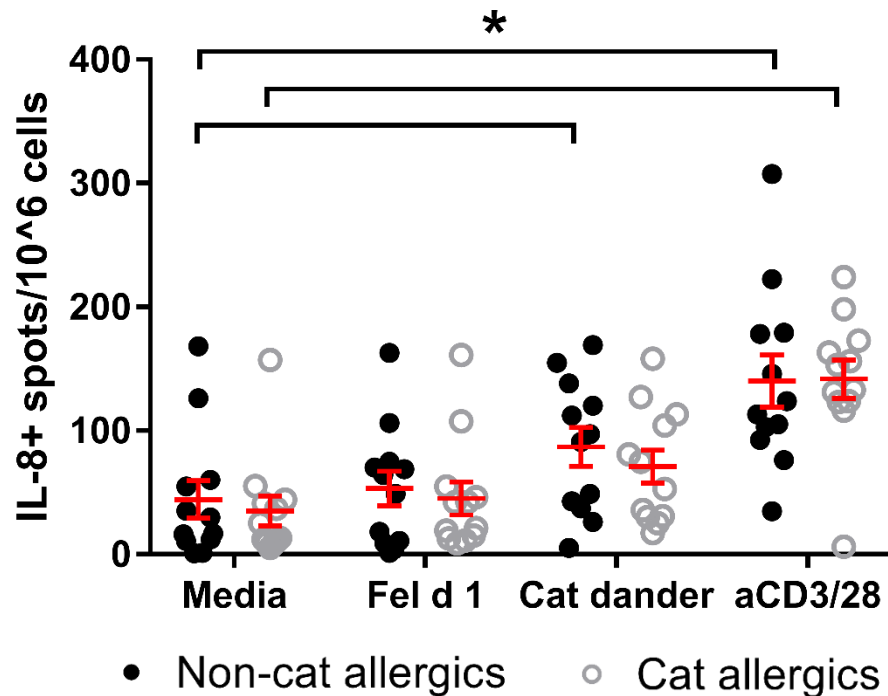 *
400
300
200
100
0
IL-8+ spots/10^6 cells
Media Fel d 1 Cat dander aCD3/28
Non-cat allergics Cat allergics